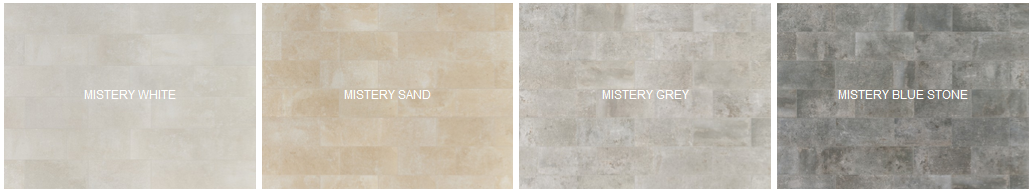 MISTERY WHITE
MISTERY SAND
MISTERY GREY
MISTERY BLUE STONE